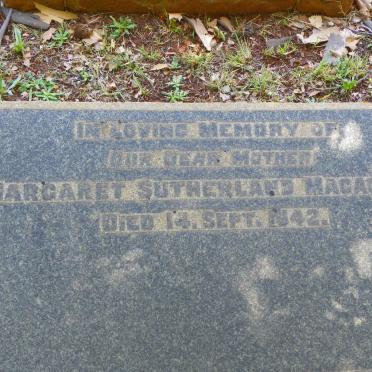 In Loving Memory of
Our Dear Mother
Margaret Sutherland
Died 14. Sept. 1942.